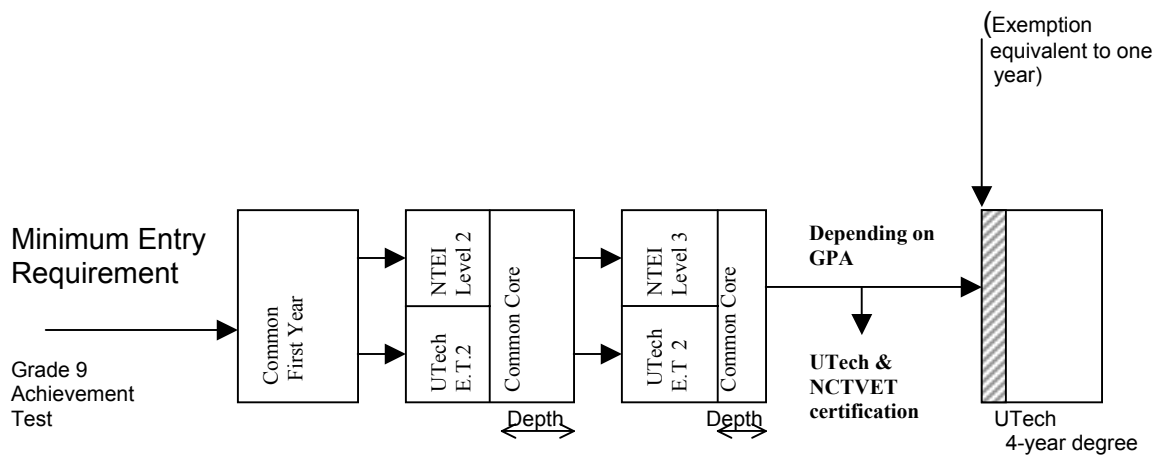 (Exemption
equivalent to one
year)
Minimum Entry
Requirement
Grade 9
Achievement
Test
Common
First Year
NTEI
Level 2
UTech
E.T.2
Common Core
Depth
NTEI
Level 3
UTech
E.T 2
Common Core
Depth
Depending on
GPA
UTech &
NCTVET
certification
UTech
4-year degree